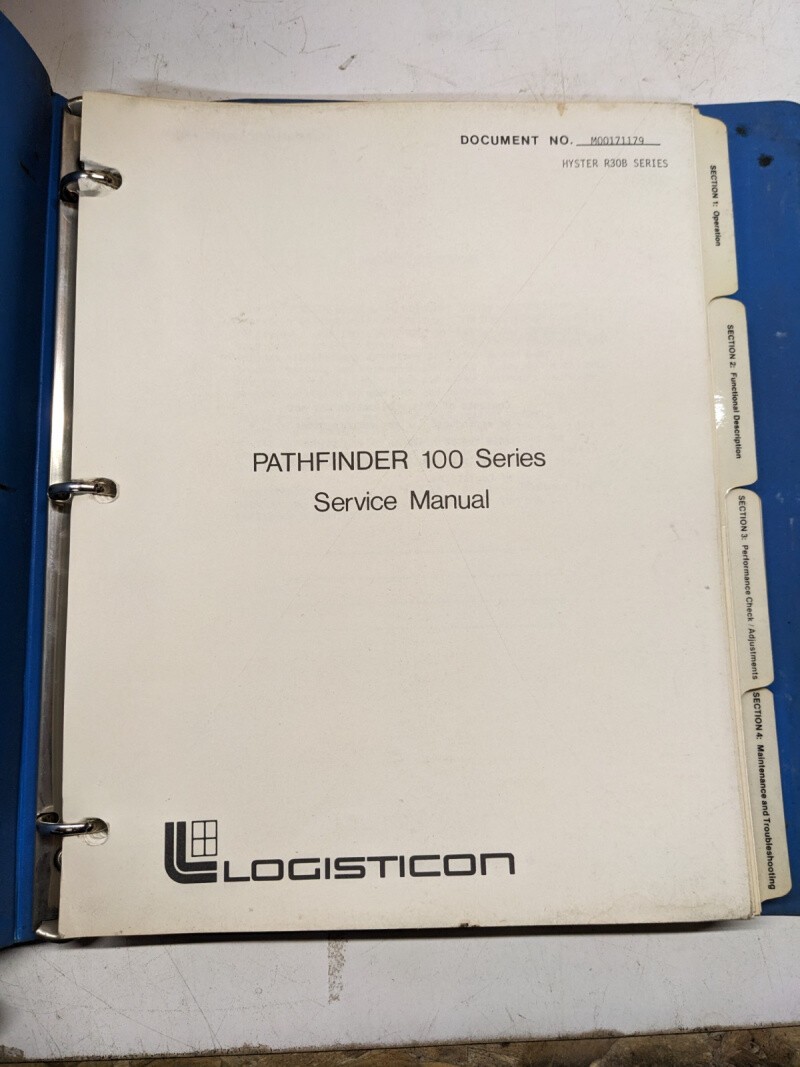 DOCUMENT NO. M00171179
HYSTER R30B SERIES
PATHFINDER 100 Series
Service Manual
LOGISTICON
SECTION 1: Operation
SECTION 2: Functional Description
SECTION 3: Performance Check / Adjustments
SECTION 4: Maintenance and Troubleshooting